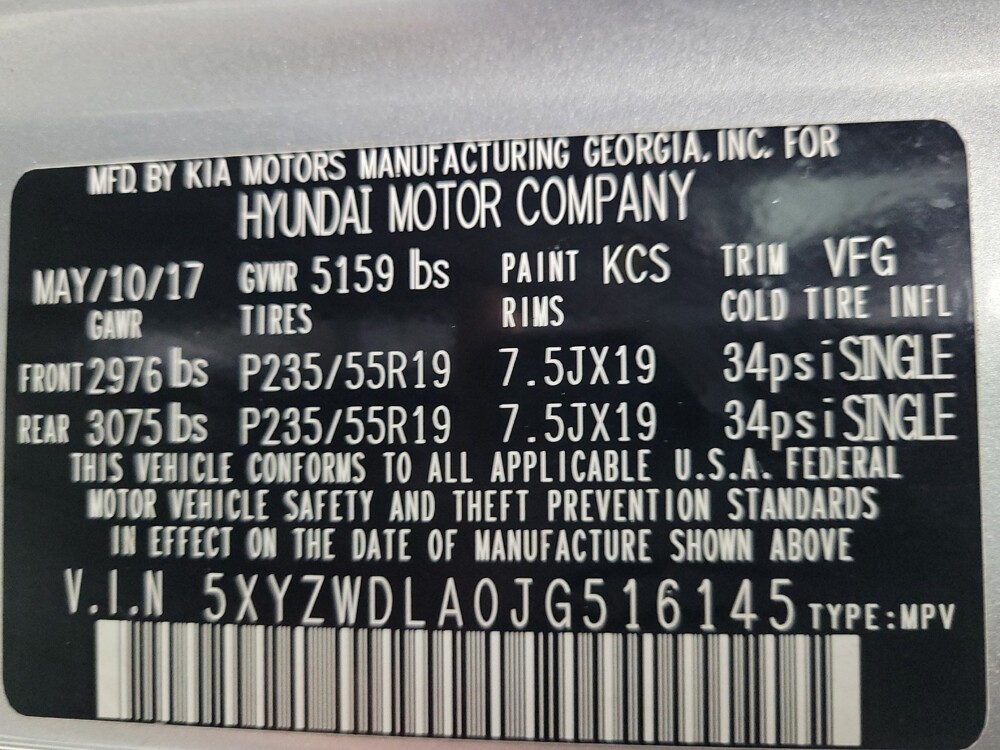 MFD. BY KIA MOTORS MANUFACTURING GEORGIA, INC. FOR
HYUNDAI MOTOR COMPANY
MAY/10/17 GVWR 5159 lbs PAINT KCS TRIM VFG
GAWR TIRES RIMS COLD TIRE INFL
FRONT 2976 lbs P235/55R19 7.5JX19 34psi SINGLE
REAR 3075 lbs P235/55R19 7.5JX19 34psi SINGLE
THIS VEHICLE CONFORMS TO ALL APPLICABLE U.S.A. FEDERAL
MOTOR VEHICLE SAFETY AND THEFT PREVENTION STANDARDS
IN EFFECT ON THE DATE OF MANUFACTURE SHOWN ABOVE
V.I.N 5XYZWDLA0JG516145 TYPE:MPV